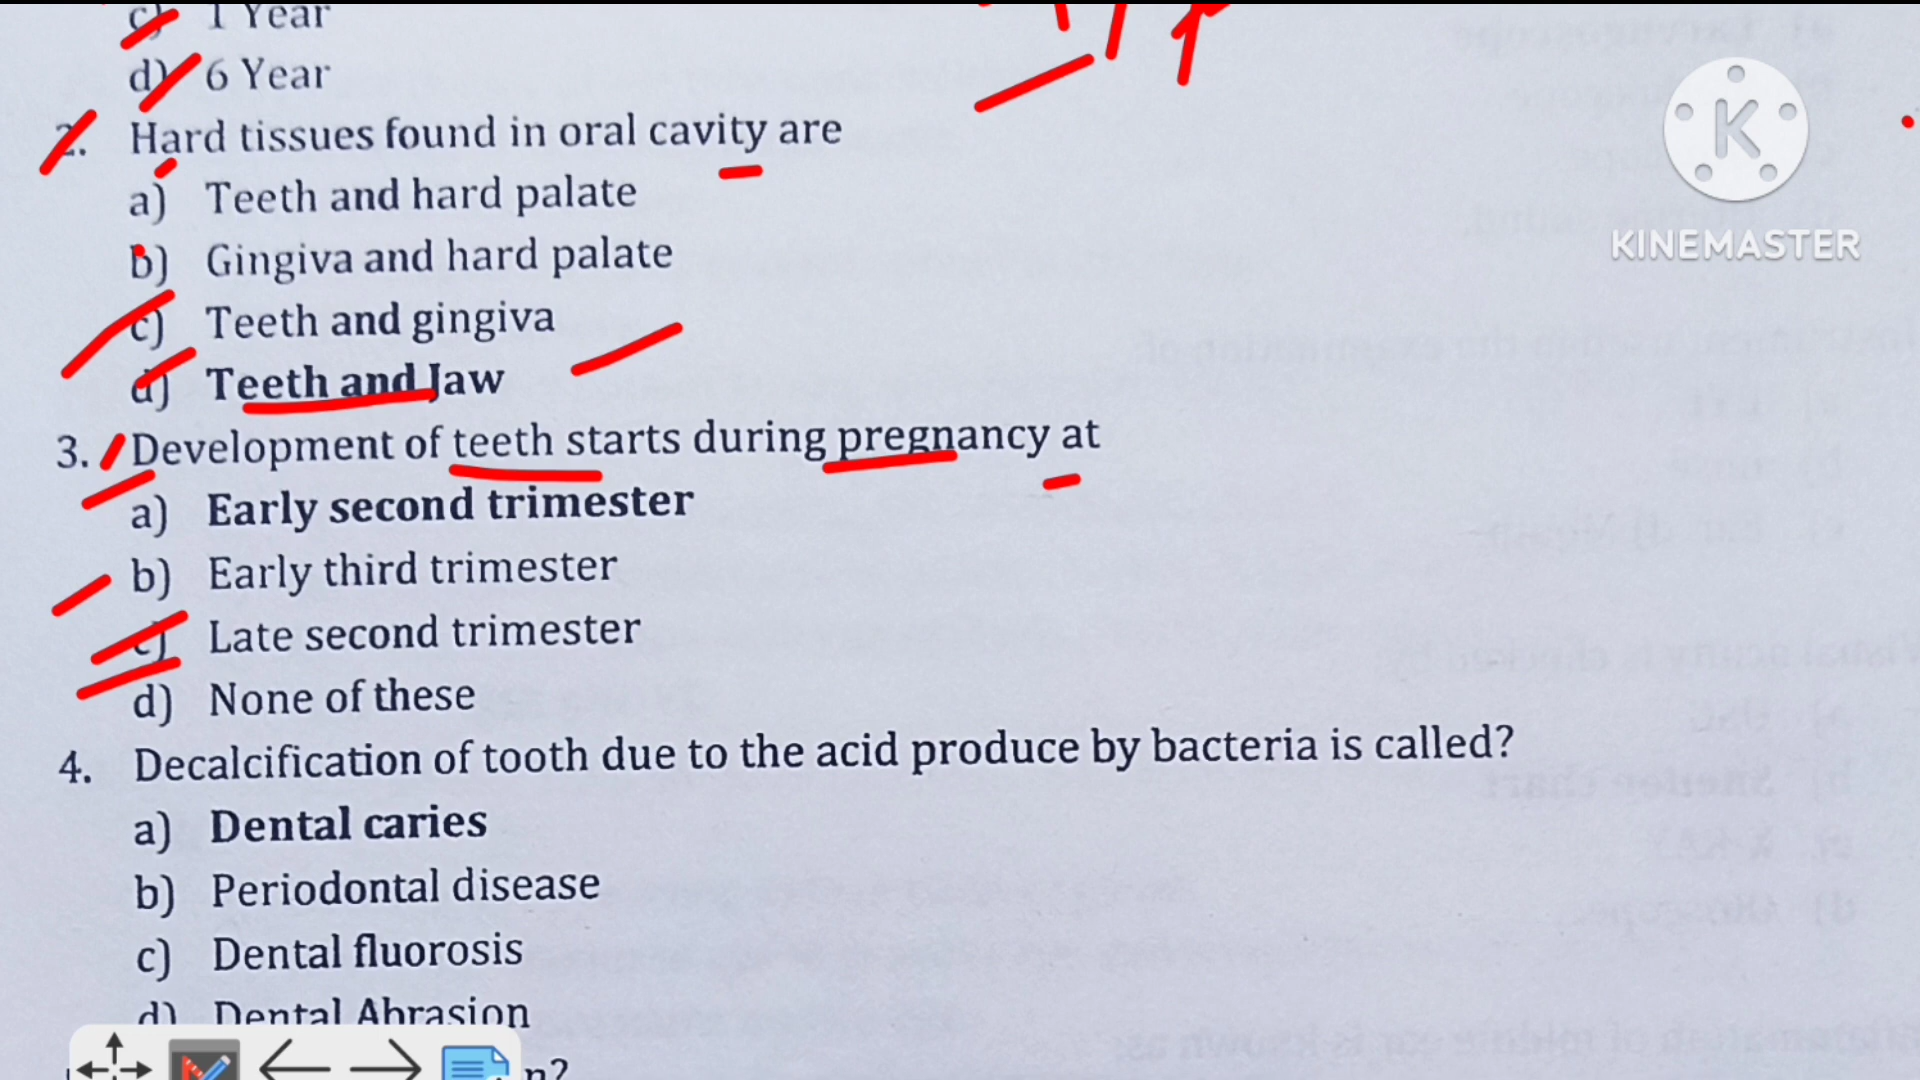 c) 1 Year
d) 6 Year
2. Hard tissues found in oral cavity are
a) Teeth and hard palate
b) Gingiva and hard palate
c) Teeth and gingiva
d) Teeth and Jaw
3. Development of teeth starts during pregnancy at
a) Early second trimester
b) Early third trimester
c) Late second trimester
d) None of these
4. Decalcification of tooth due to the acid produce by bacteria is called?
a) Dental caries
b) Periodontal disease
c) Dental fluorosis
d) Dental Abrasion
n?
K
KINEMASTER